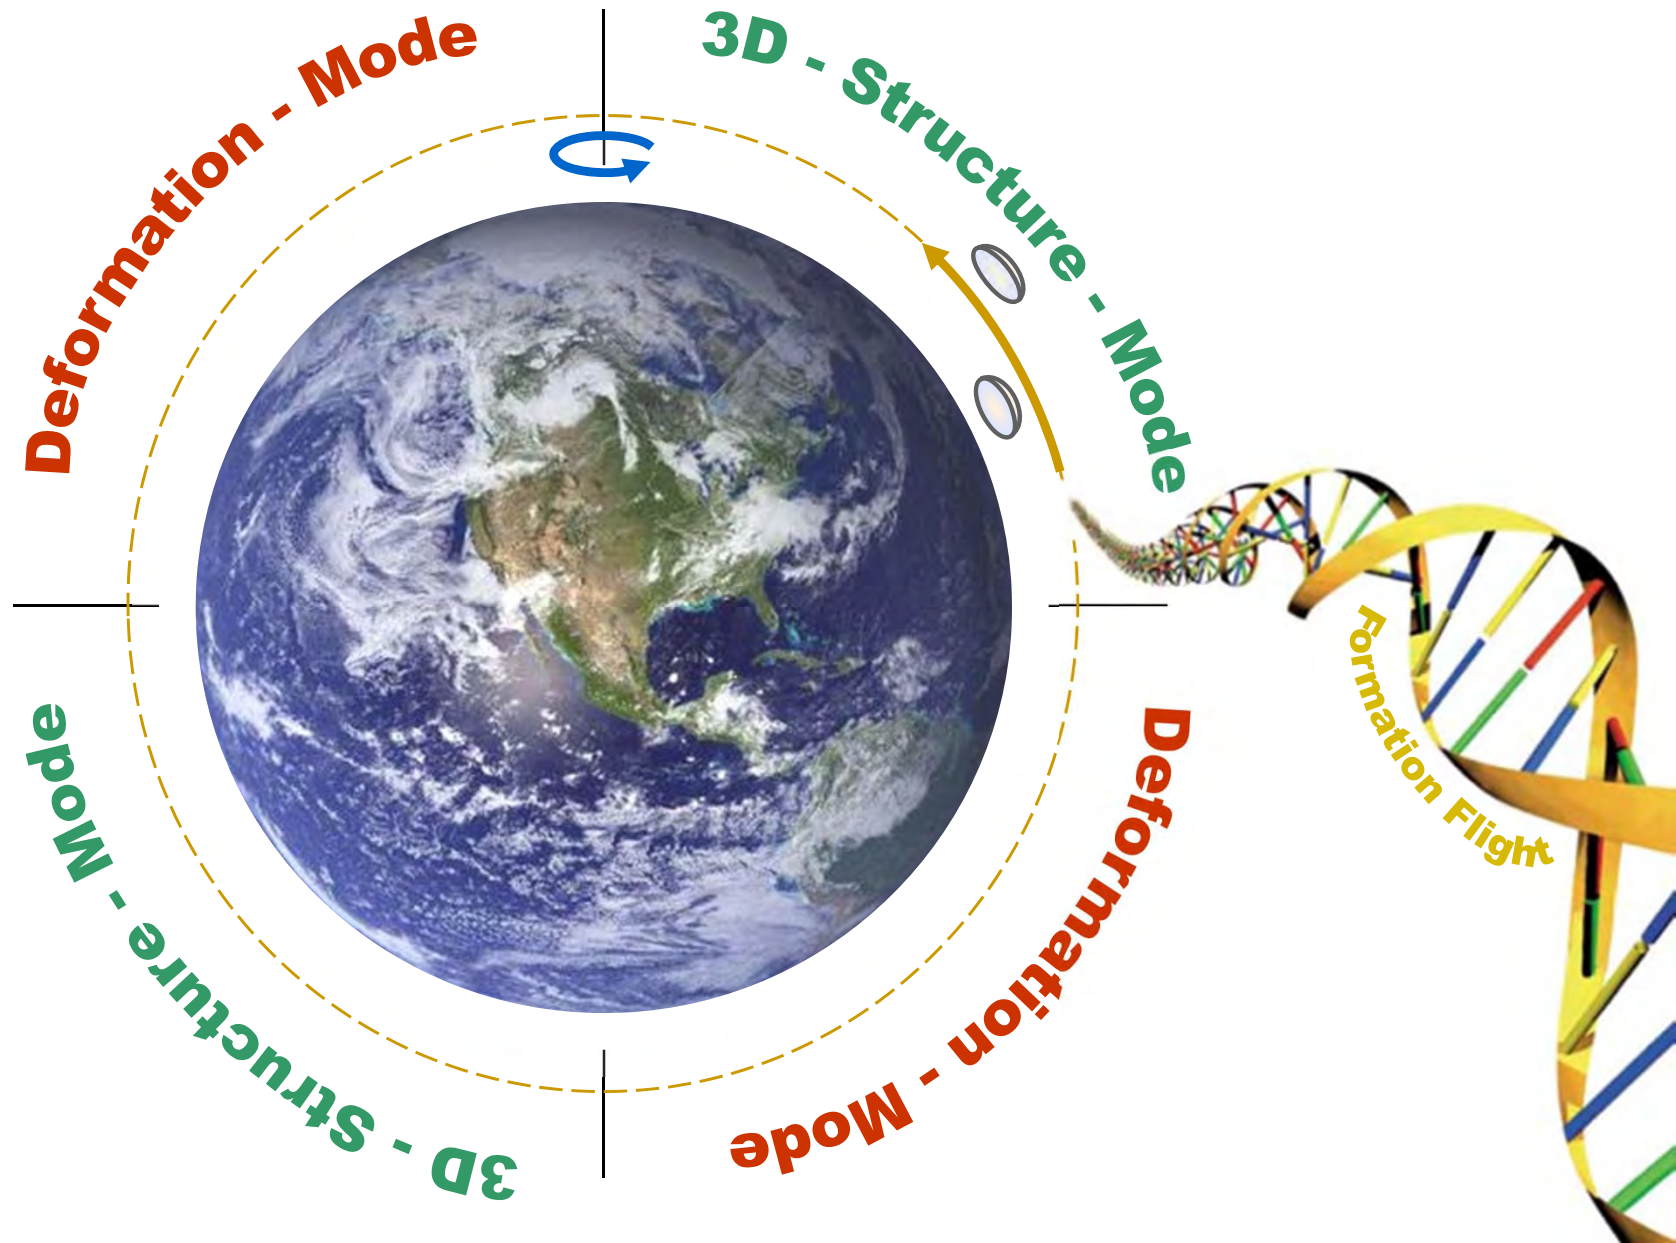 Deformation - Mode
3D - Structure - Mode
Formation Flight
3D - Structure - Mode
Deformation - Mode